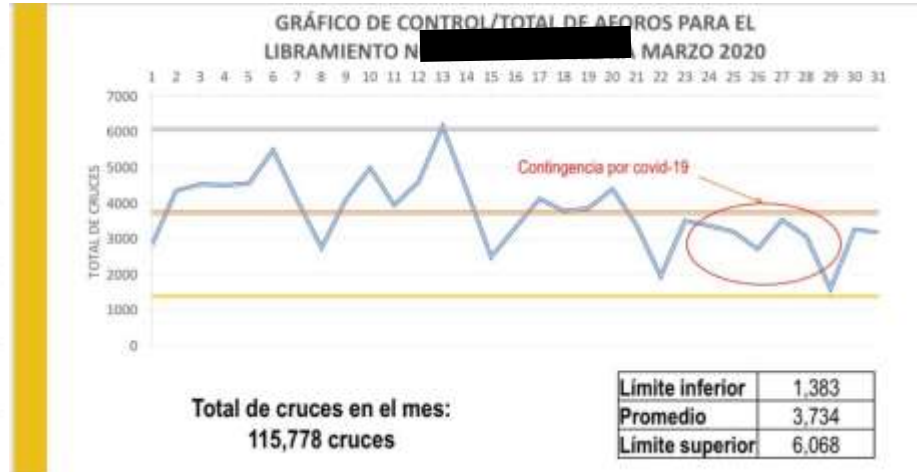 GRÁFICO DE CONTROL/TOTAL DE AFOROS PARA EL
LIBRAMIENTO N A MARZO 2020
1 2 3 4 5 6 7 8 9 10 11 12 13 14 15 16 17 18 19 20 21 22 23 24 25 26 27 28 29 30 31
7000
6000
5000
4000
3000
2000
1000
0
TOTAL DE CRUCES
Contingencia por covid-19
Total de cruces en el mes:
115,778 cruces
Límite inferior 1,383
Promedio 3,734
Límite superior 6,068